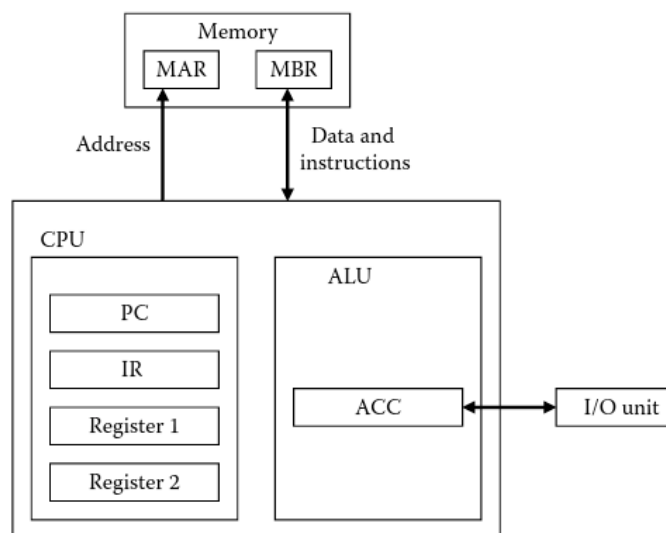 Memory
MAR
MBR
Address
Data and
instructions
CPU
PC
IR
Register 1
Register 2
ALU
ACC
I/O unit